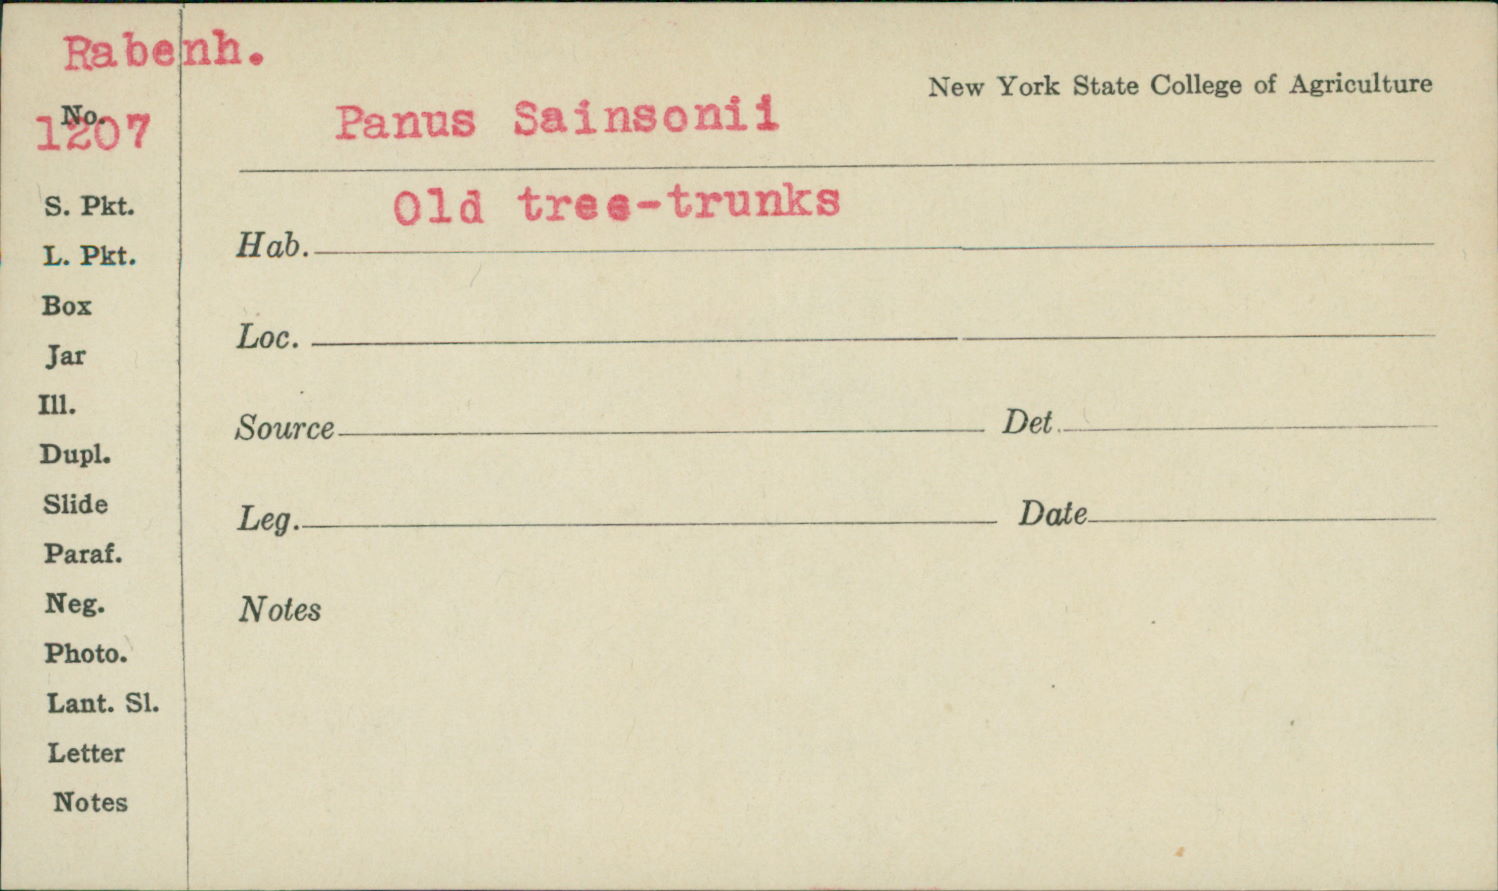 Rabenh.
New York State College of Agriculture
No.
1207
Panus Sainsonii
S. Pkt.
Old tree-trunks
Hab.
L. Pkt.
Box
Loc.
Jar
Ill.
Source Det.
Dupl.
Slide
Leg. Date
Paraf.
Neg.
Notes
Photo.
Lant. Sl.
Letter
Notes